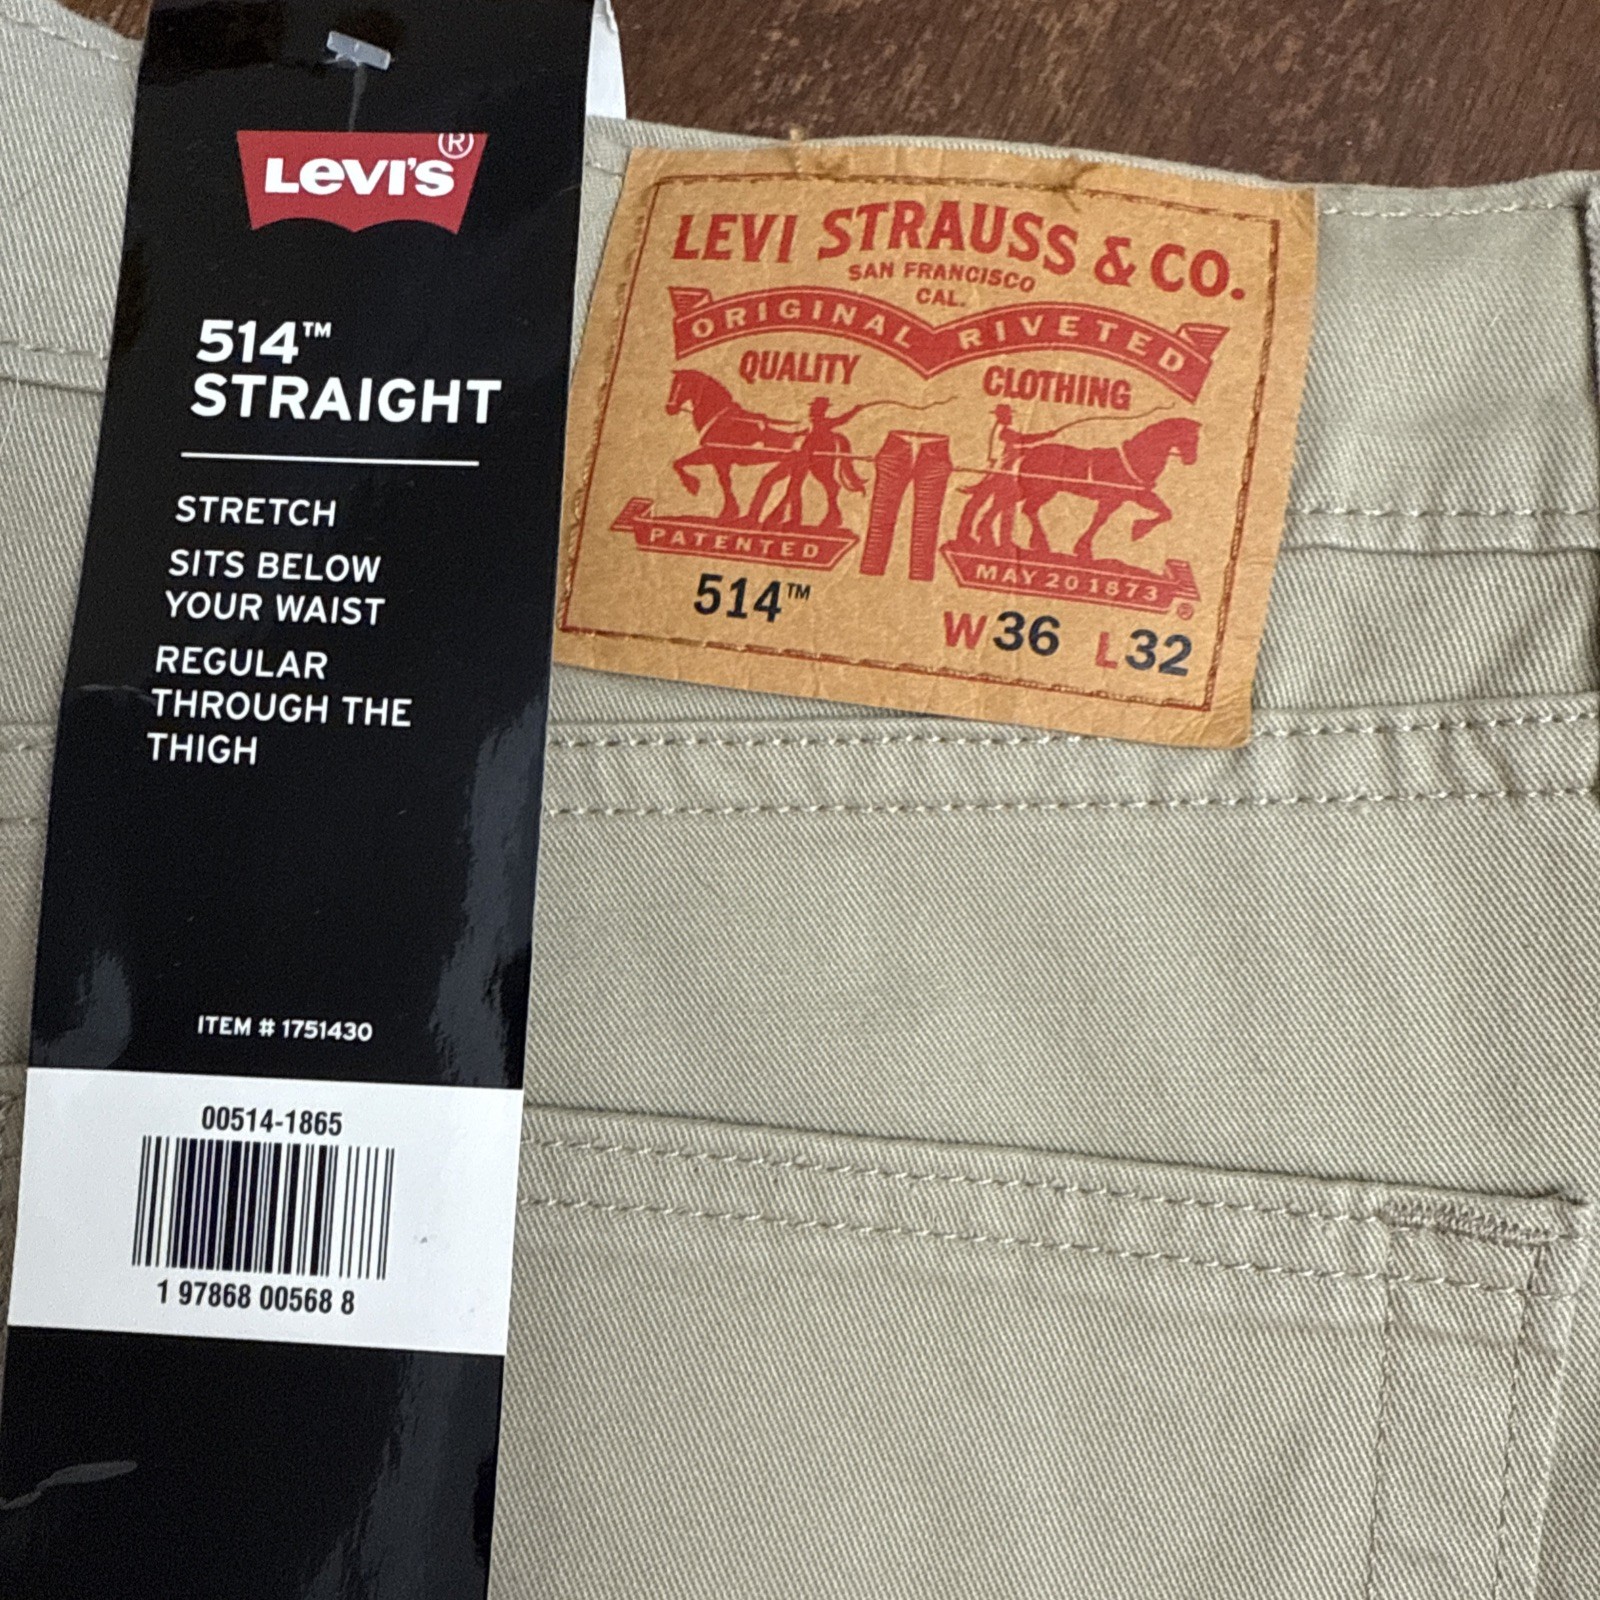 LEVI'S®
514™
STRAIGHT
STRETCH
SITS BELOW
YOUR WAIST
REGULAR
THROUGH THE
THIGH
ITEM # 1751430
00514-1865
1 97868 00568 8
LEVI STRAUSS & CO.
SAN FRANCISCO
CAL.
ORIGINAL RIVETED
QUALITY CLOTHING
PATENTED MAY 20 1873 ®
514™ W36 L32